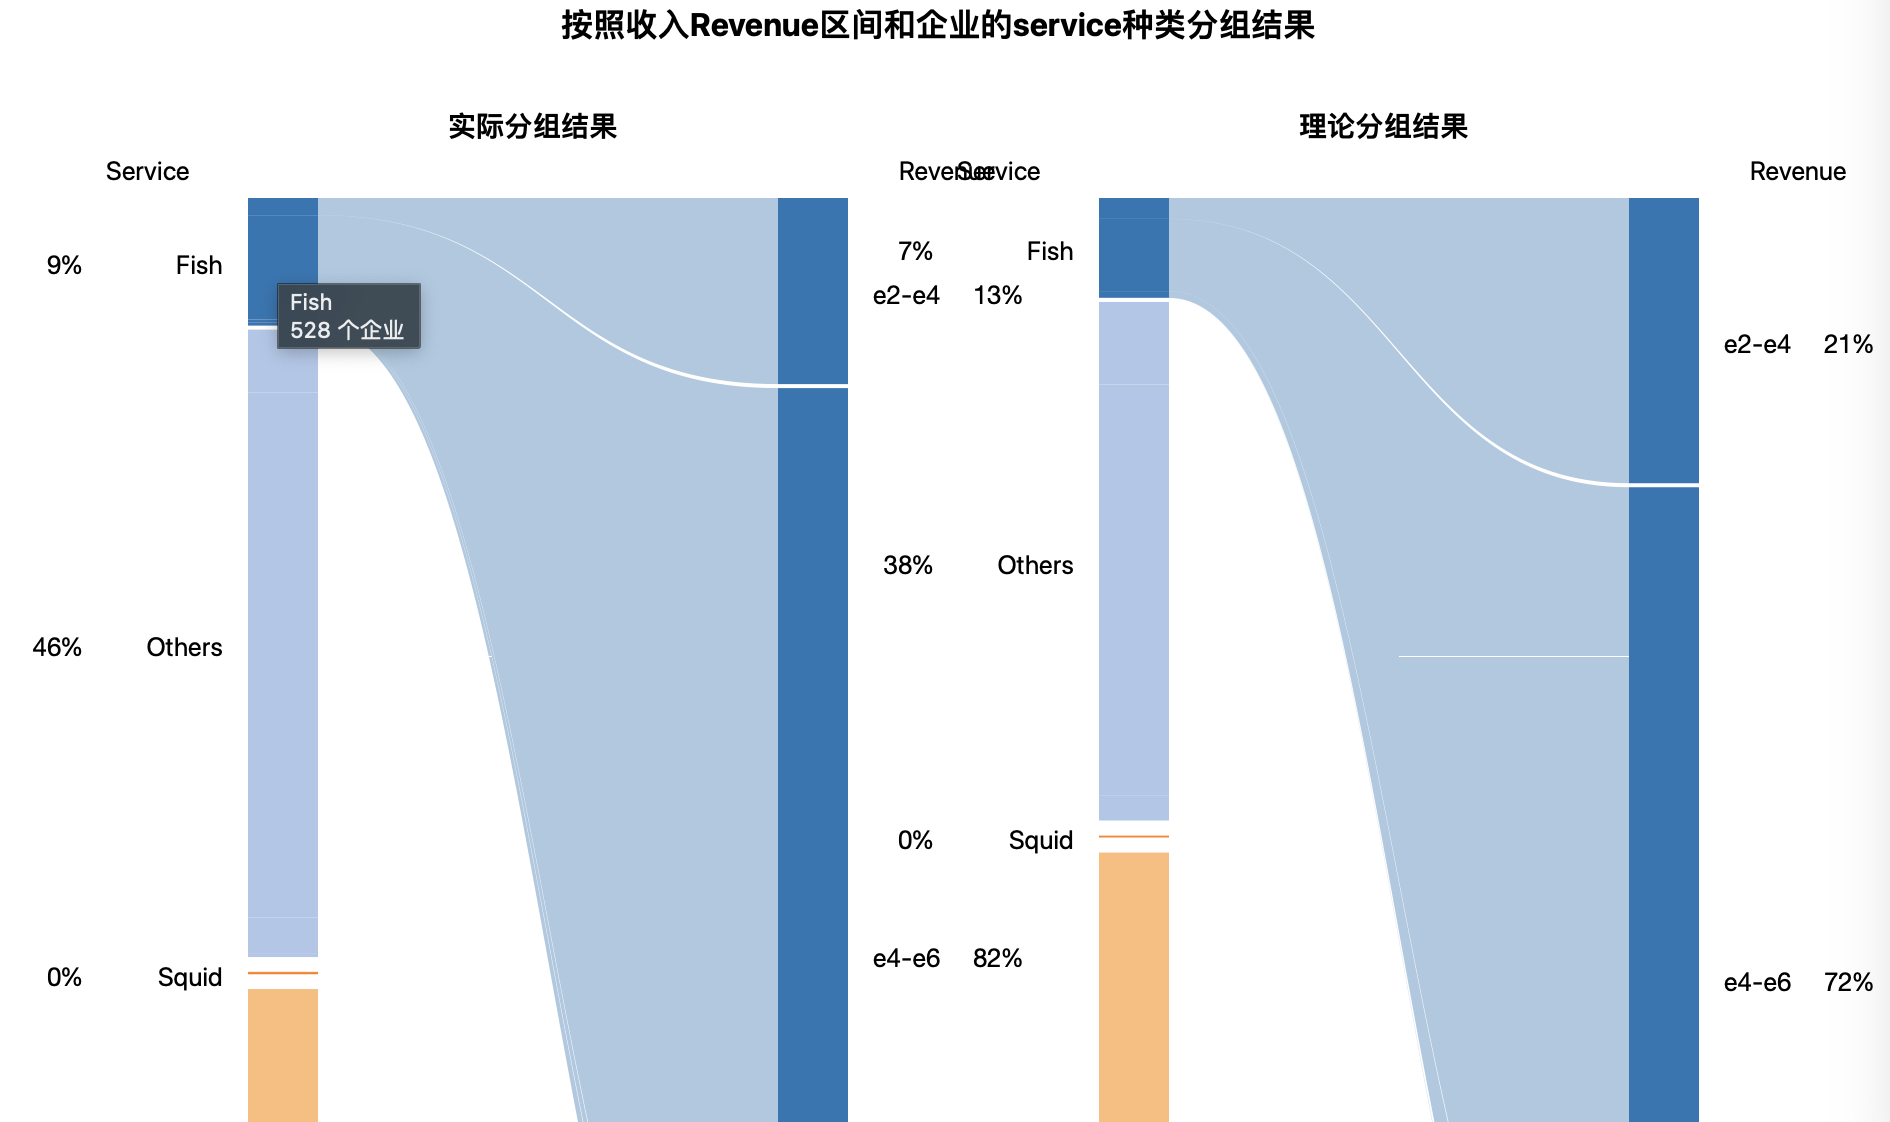 按照收入Revenue区间和企业的service种类分组结果
实际分组结果
Service
Revenue
9%
Fish
Fish
528 个企业
e2-e4 13%
46%
Others
e4-e6 82%
0%
Squid
理论分组结果
Service
Revenue
7%
Fish
e2-e4 21%
38%
Others
0%
Squid
e4-e6 72%